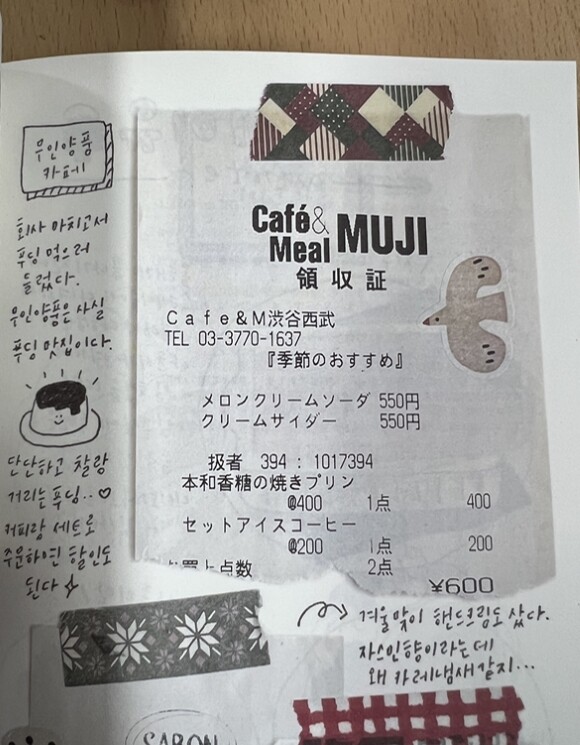 무인양품
카페
회사 마치고서
푸딩 먹으러
들렀다.
무인양품은 사실
푸딩 맛집이다.
단단하고 찰랑
거리는 푸딩..♡
커피랑 세트로
주문하면 할인도
된다
Café&
Meal MUJI
領収証
Cafe&M渋谷西武
TEL 03-3770-1637
『季節のおすすめ』
メロンクリームソーダ 550円
クリームサイダー 550円
扱者 394 : 1017394
本和香糖の焼きプリン
@400 1点 400
セットアイスコーヒー
@200 1点 200
買上点数 2点
¥600
겨울맞이 핸드크림도 샀다.
자스민향이라는데
왜 카레냄새같지...
SABON